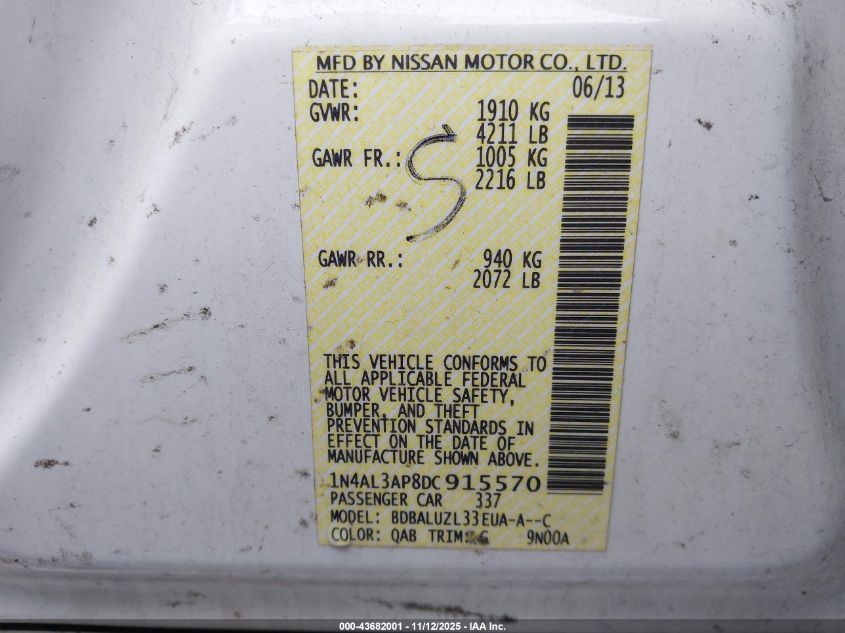 MFD BY NISSAN MOTOR CO., LTD.
DATE: 06/13
GVWR: 1910 KG
4211 LB
GAWR FR.: 1005 KG
2216 LB
5
GAWR RR.: 940 KG
2072 LB
THIS VEHICLE CONFORMS TO
ALL APPLICABLE FEDERAL
MOTOR VEHICLE SAFETY,
BUMPER, AND THEFT
PREVENTION STANDARDS IN
EFFECT ON THE DATE OF
MANUFACTURE SHOWN ABOVE.
1N4AL3AP8DC915570
PASSENGER CAR 337
MODEL: BDBALUZL33EUA-A--C
COLOR: QAB TRIM: G 9N00A
000-43682001 - 11/12/2025 - IAA Inc.